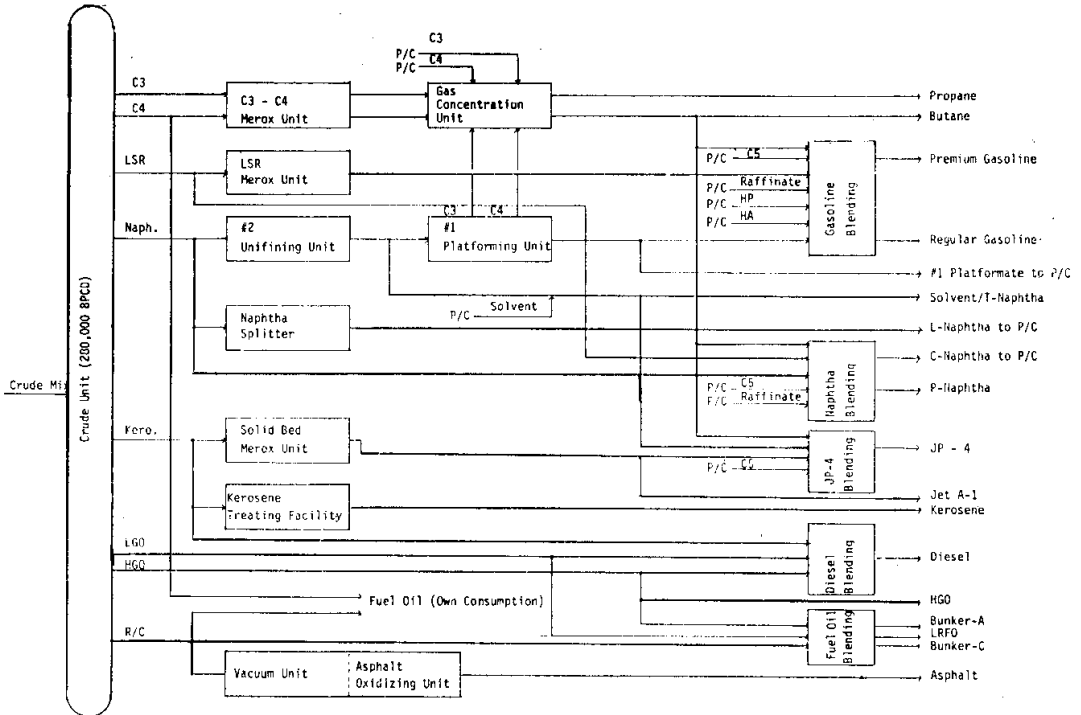 C3
P/C
C4
P/C
C3
C4
C3 - C4
Merox Unit
Gas
Concentration
Unit
Propane
Butane
LSR
LSR
Merox Unit
P/C
C5
P/C
Raffinate
P/C
HP
P/C
HA
Gasoline
Blending
Premium Gasoline
Regular Gasoline
Naph.
#2
Unifining Unit
C3
C4
#1
Platforming Unit
#1 Platformate to P/C
Solvent/T-Naphtha
P/C
Solvent
Naphtha
Splitter
L-Naphtha to P/C
C-Naphtha to P/C
P-Naphtha
P/C
C5
P/C
Raffinate
Naphtha
Blending
Crude Mi
Crude Unit (200,000 BPCD)
Kero.
Solid Bed
Merox Unit
P/C
C5
JP-4
Blending
JP - 4
Jet A-1
Kerosene
Kerosene
Treating Facility
LGO
HGO
Diesel
Blending
Diesel
HGO
Fuel Oil (Own Consumption)
Fuel Oil
Blending
Bunker-A
LRFO
Bunker-C
R/C
Vacuum Unit
Asphalt
Oxidizing Unit
Asphalt